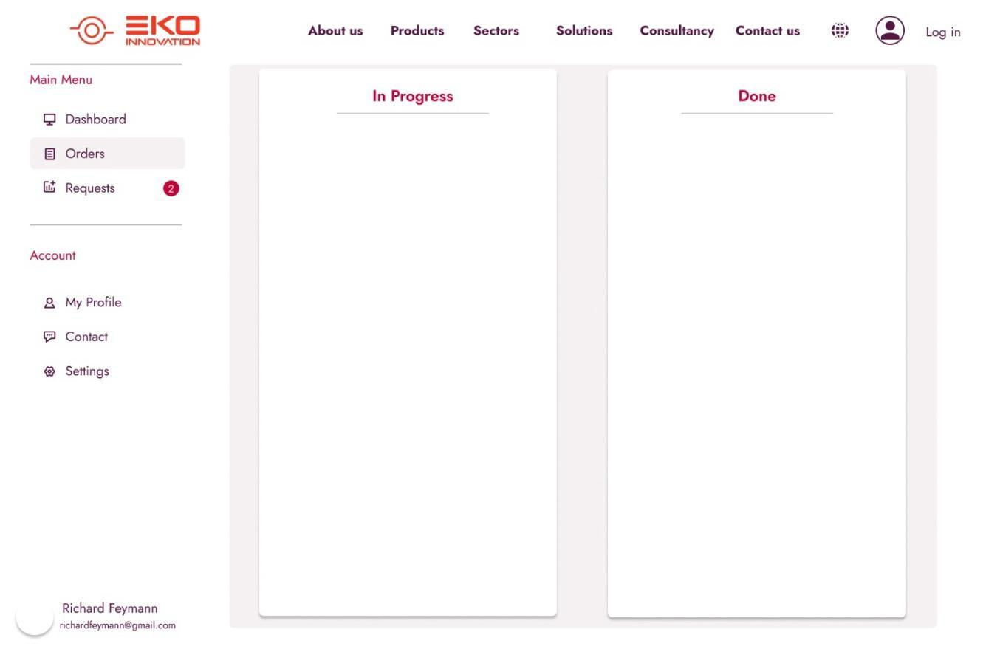 EKO
INNOVATION
About us
Products
Sectors
Solutions
Consultancy
Contact us
Log in
Main Menu
Dashboard
Orders
Requests 2
Account
My Profile
Contact
Settings
Richard Feymann
richardfeymann@gmail.com
In Progress
Done